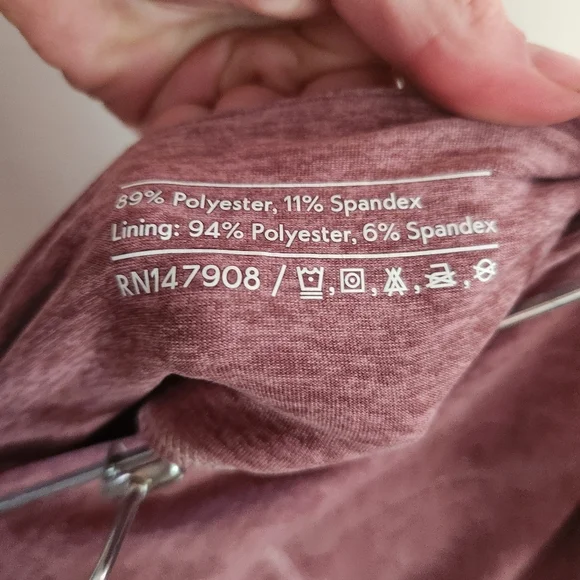 89% Polyester, 11% Spandex
Lining: 94% Polyester, 6% Spandex
RN147908 /